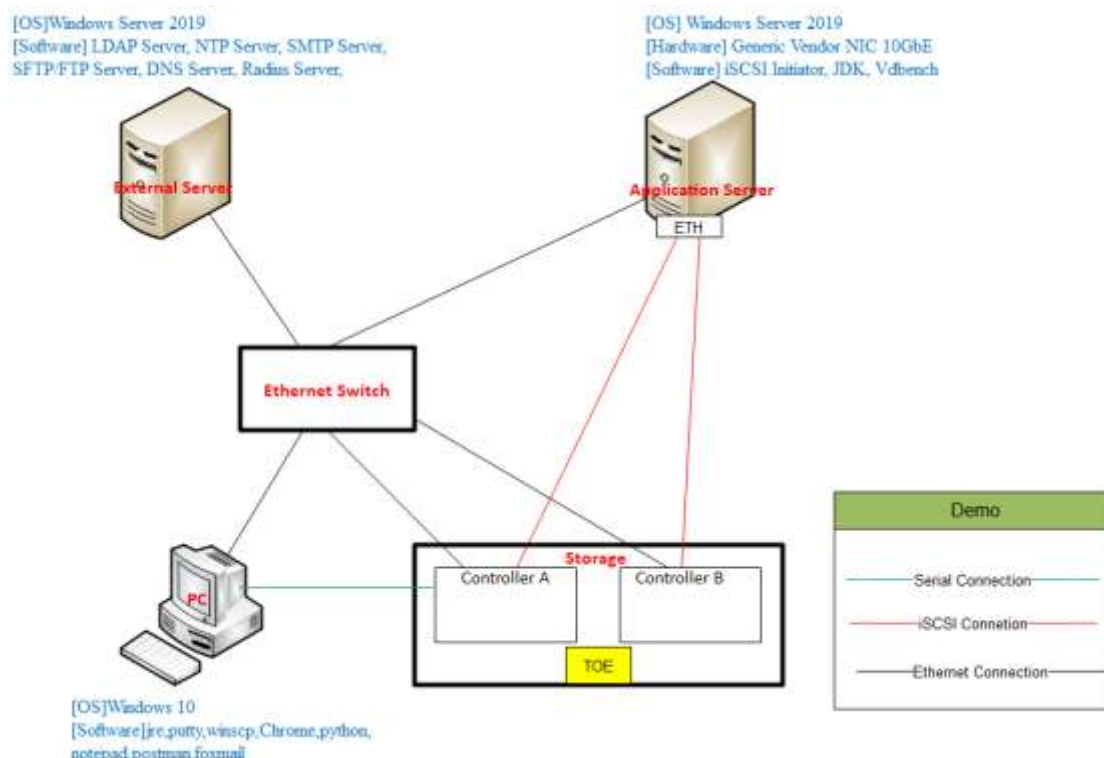 [OS]Windows Server 2019
[Software] LDAP Server, NTP Server, SMTP Server,
SFTP/FTP Server, DNS Server, Radius Server,
[OS] Windows Server 2019
[Hardware] Generic Vendor NIC 10GbE
[Software] iSCSI Initiator, JDK, Vdbench
External Server
Application Server
ETH
Ethernet Switch
Storage
Controller A
Controller B
TOE
PC
[OS]Windows 10
[Software]jre,putty,winscp,Chrome,python,
notepad,postman,foxmail
Demo
Serial Connection
iSCSI Connetion
Ethernet Connection